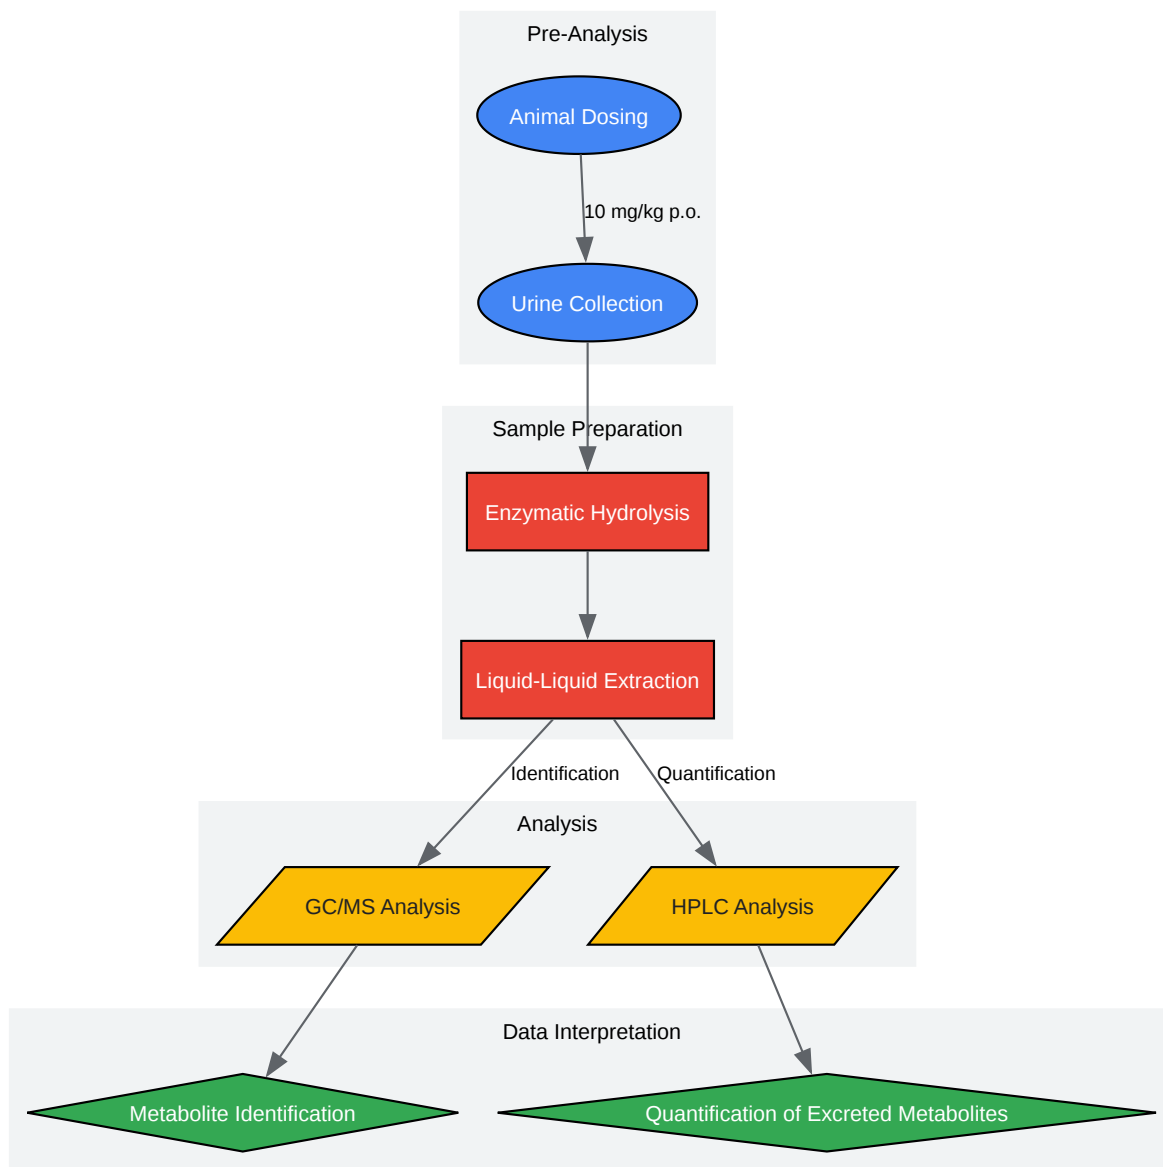 Pre-Analysis
Animal Dosing
10 mg/kg p.o.
Urine Collection
Sample Preparation
Enzymatic Hydrolysis
Liquid-Liquid Extraction
Identification
Quantification
Analysis
GC/MS Analysis
HPLC Analysis
Data Interpretation
Metabolite Identification
Quantification of Excreted Metabolites